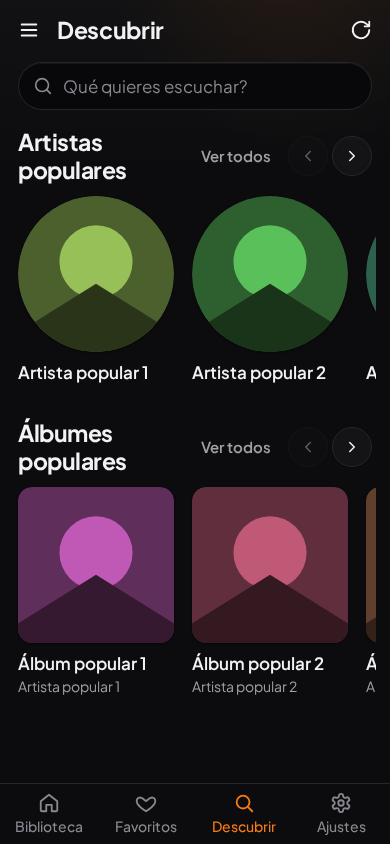 Descubrir
Qué quieres escuchar?
Artistas
populares
Ver todos
Artista popular 1
Artista popular 2
A
Álbumes
populares
Ver todos
Álbum popular 1
Álbum popular 2
Á
Artista popular 1
Artista popular 2
A
Biblioteca
Favoritos
Descubrir
Ajustes